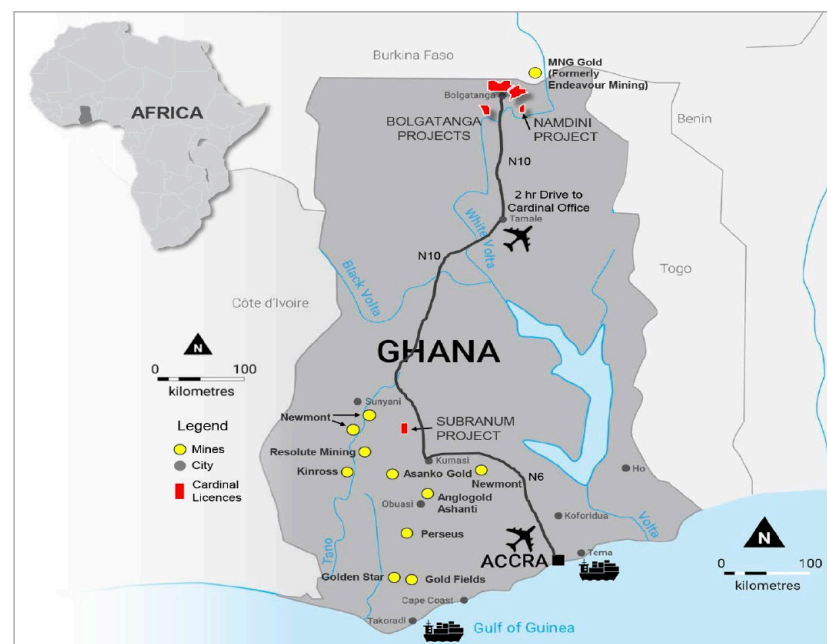 Burkina Faso
MNG Gold
(Formerly
Endeavour Mining)
Bolgatanga
AFRICA
BOLGATANGA
PROJECTS
NAMDINI
PROJECT
Benin
N10
2 hr Drive to
Cardinal Office
Tamale
White Volta
N10
Togo
Black Volta
Côte d'Ivoire
N
0 100
kilometres
GHANA
Legend
Mines
City
Cardinal
Licences
Sunyani
Newmont
SUBRANUM
PROJECT
Resolute Mining
Kinross
Kumasi
Asanko Gold
Newmont
N6
Ho
Obuasi
Anglogold
Ashanti
Koforidua
Volta
Perseus
Tano
ACCRA
Tema
N
0 100
kilometres
Golden Star
Gold Fields
Cape Coast
Takoradi
Gulf of Guinea